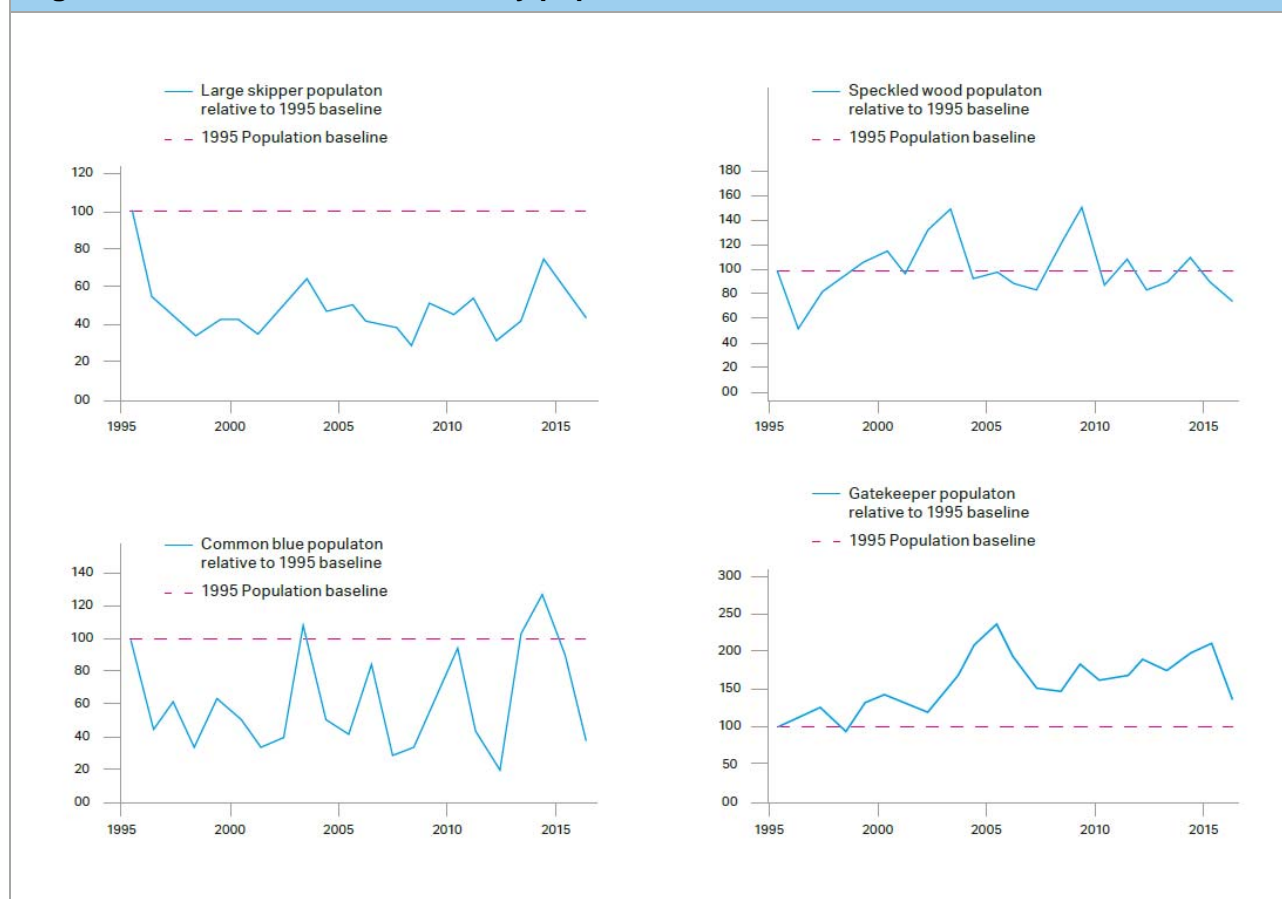 Large skipper populaton
relative to 1995 baseline
1995 Population baseline
120
100
80
60
40
20
00
1995 2000 2005 2010 2015
Speckled wood populaton
relative to 1995 baseline
1995 Population baseline
180
160
140
120
100
80
60
40
20
00
1995 2000 2005 2010 2015
Common blue populaton
relative to 1995 baseline
1995 Population baseline
140
120
100
80
60
40
20
00
1995 2000 2005 2010 2015
Gatekeeper populaton
relative to 1995 baseline
1995 Population baseline
300
250
200
150
100
50
00
1995 2000 2005 2010 2015